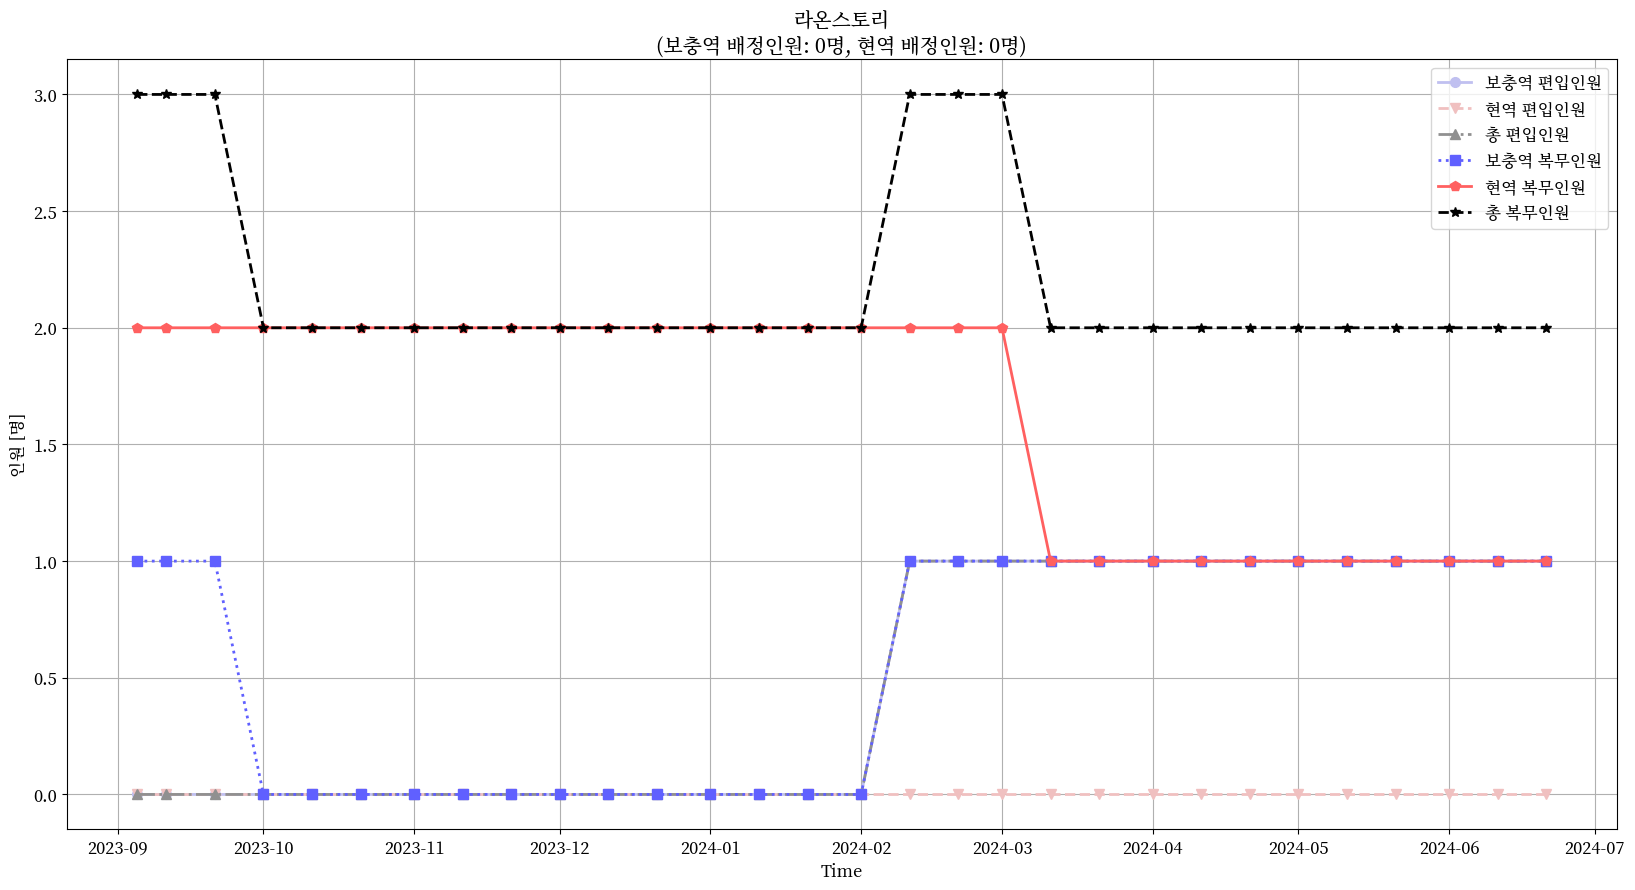 라온스토리
(보충역 배정인원: 0명, 현역 배정인원: 0명)
보충역 편입인원
현역 편입인원
총 편입인원
보충역 복무인원
현역 복무인원
총 복무인원
인원 [명]
3.0
2.5
2.0
1.5
1.0
0.5
0.0
2023-09 2023-10 2023-11 2023-12 2024-01 2024-02 2024-03 2024-04 2024-05 2024-06 2024-07
Time